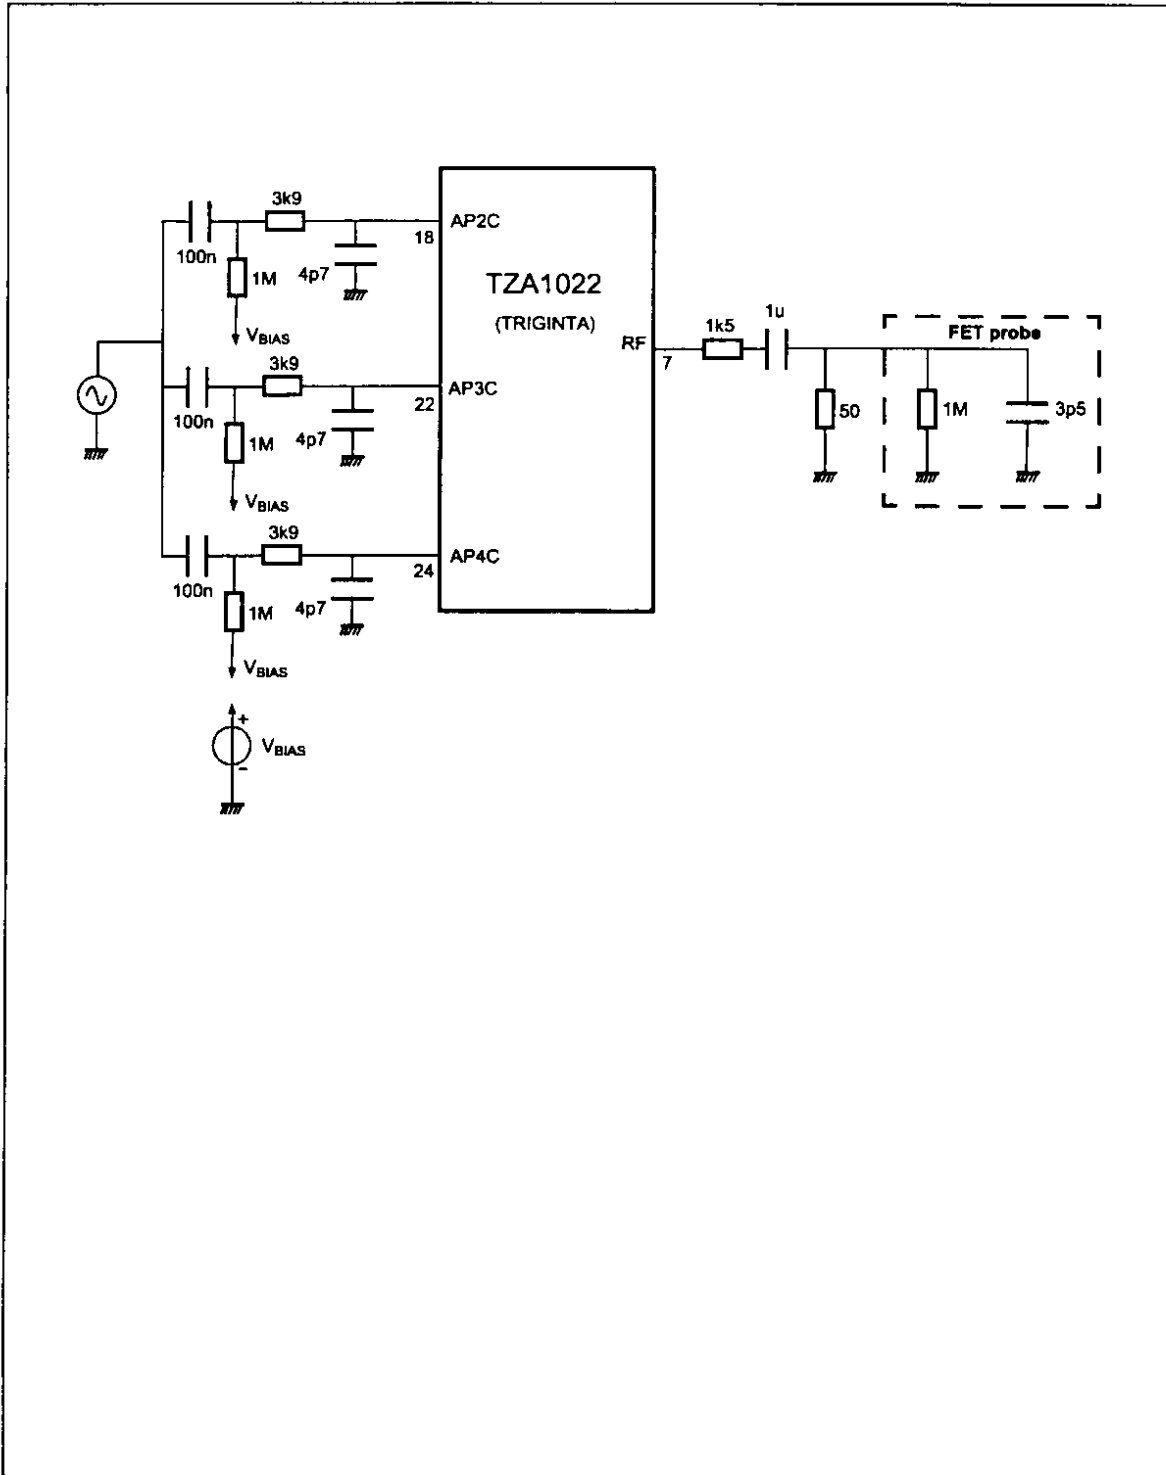 3k9
AP2C
18
100n
1M
4p7
TZA1022
(TRIGINTA)
VBIAS
1k5
1u
FET probe
RF
7
3k9
AP3C
22
100n
1M
4p7
50
1M
3p5
VBIAS
3k9
AP4C
24
100n
1M
4p7
VBIAS
+
VBIAS
-